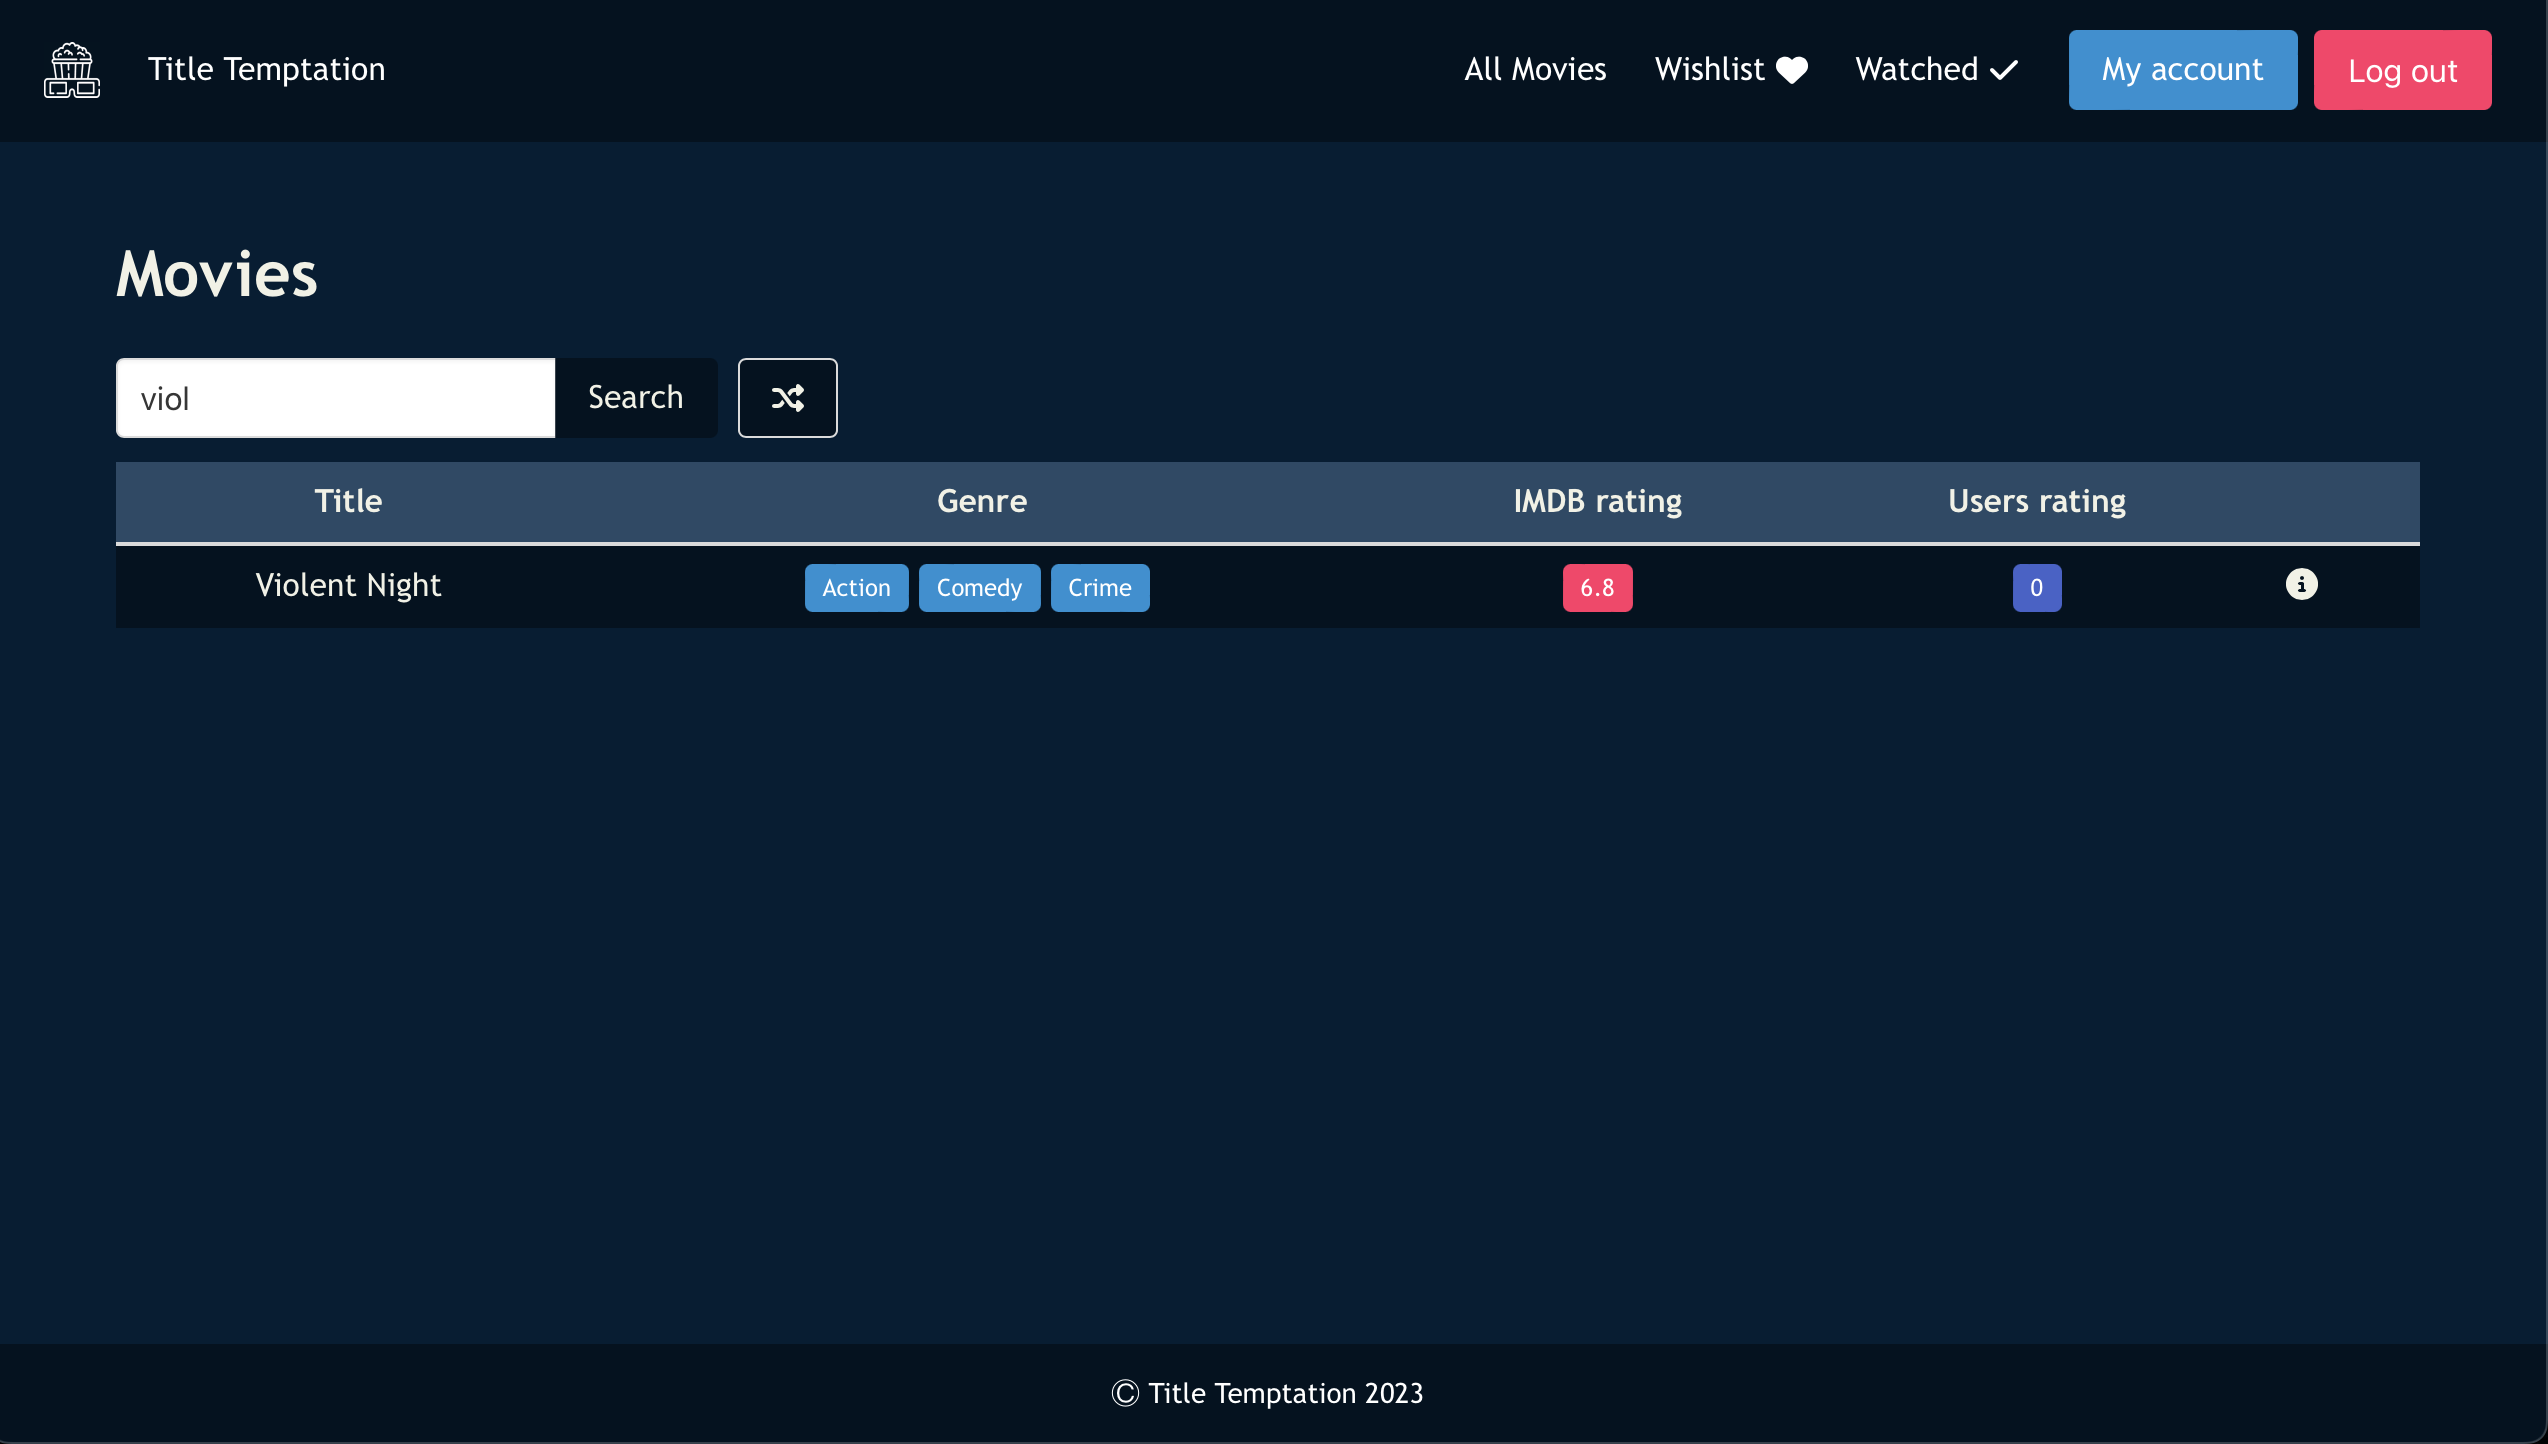 Title Temptation
All Movies
Wishlist
Watched
My account
Log out
Movies
viol
Search
Title Genre IMDB rating Users rating
Violent Night Action Comedy Crime 6.8 0
© Title Temptation 2023